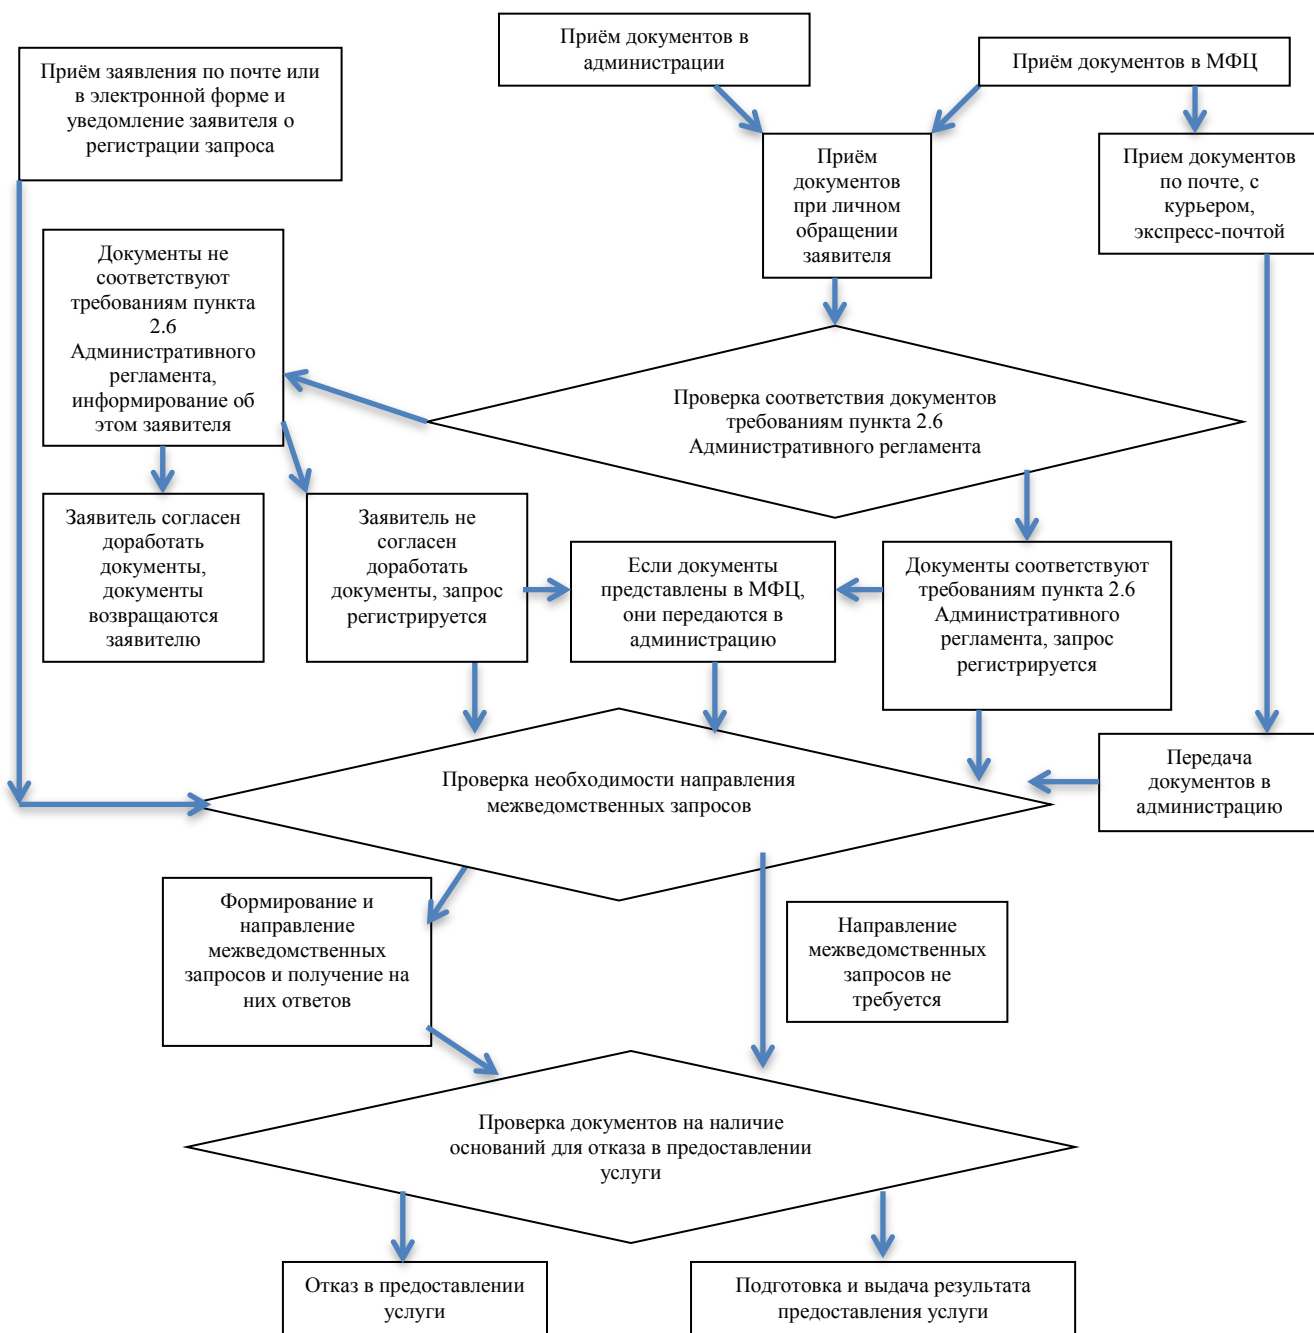 Приём документов в
администрации
Приём документов в МФЦ
Приём заявления по почте или
в электронной форме и
уведомление заявителя о
регистрации запроса
Приём
документов
при личном
обращении
заявителя
Прием документов
по почте, с
курьером,
экспресс-почтой
Документы не
соответствуют
требованиям пункта
2.6
Административного
регламента,
информирование об
этом заявителя
Проверка соответствия документов
требованиям пункта 2.6
Административного регламента
Заявитель согласен
доработать
документы,
документы
возвращаются
заявителю
Заявитель не
согласен
доработать
документы, запрос
регистрируется
Если документы
представлены в МФЦ,
они передаются в
администрацию
Документы соответствуют
требованиям пункта 2.6
Административного
регламента, запрос
регистрируется
Передача
документов в
администрацию
Проверка необходимости направления
межведомственных запросов
Формирование и
направление
межведомственных
запросов и получение на
них ответов
Направление
межведомственных
запросов не
требуется
Проверка документов на наличие
оснований для отказа в предоставлении
услуги
Отказ в предоставлении
услуги
Подготовка и выдача результата
предоставления услуги